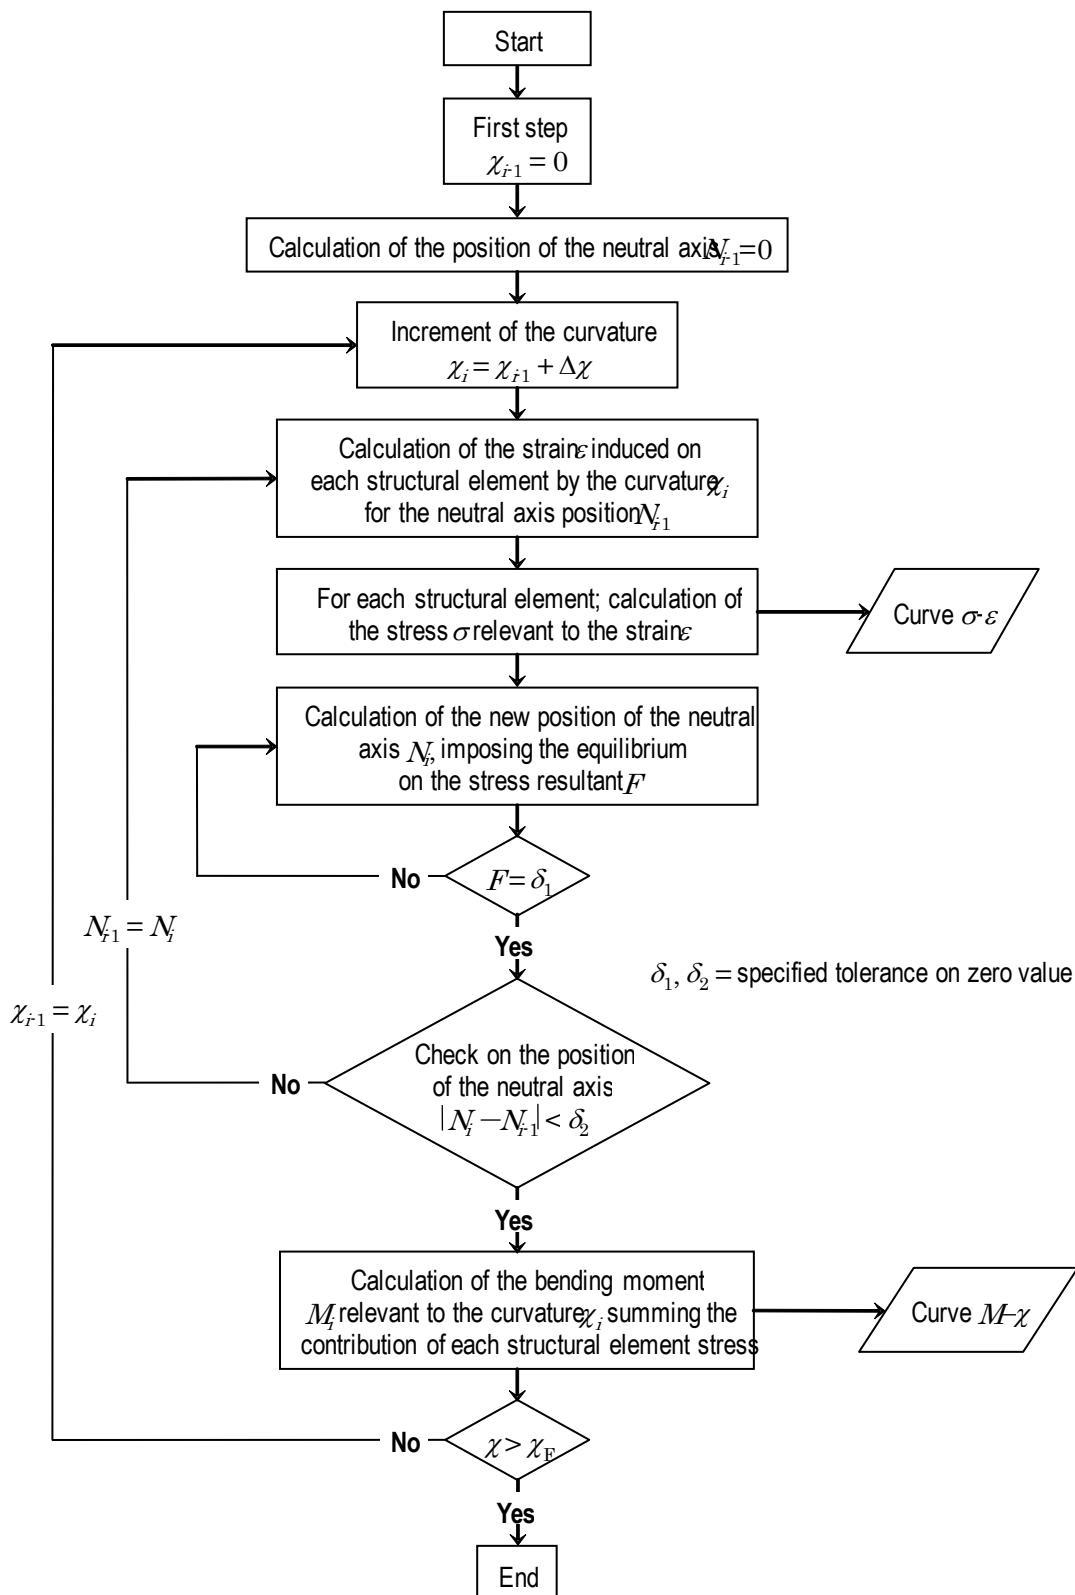 Start
First step
χi-1 = 0
Calculation of the position of the neutral axis Ni-1 = 0
Increment of the curvature
χi = χi-1 + Δχ
Calculation of the strain ε induced on
each structural element by the curvature χi
for the neutral axis position Ni-1
For each structural element; calculation of
the stress σ relevant to the strain ε
Curve σ-ε
Calculation of the new position of the neutral
axis Ni, imposing the equilibrium
on the stress resultant F
No
F = δ1
Ni-1 = Ni
Yes
δ1, δ2 = specified tolerance on zero value
χi-1 = χi
Check on the position
of the neutral axis
No
|Ni – Ni-1| < δ2
Yes
Calculation of the bending moment
Mi relevant to the curvature χi summing the
contribution of each structural element stress
Curve M-χ
No
χ > χF
Yes
End